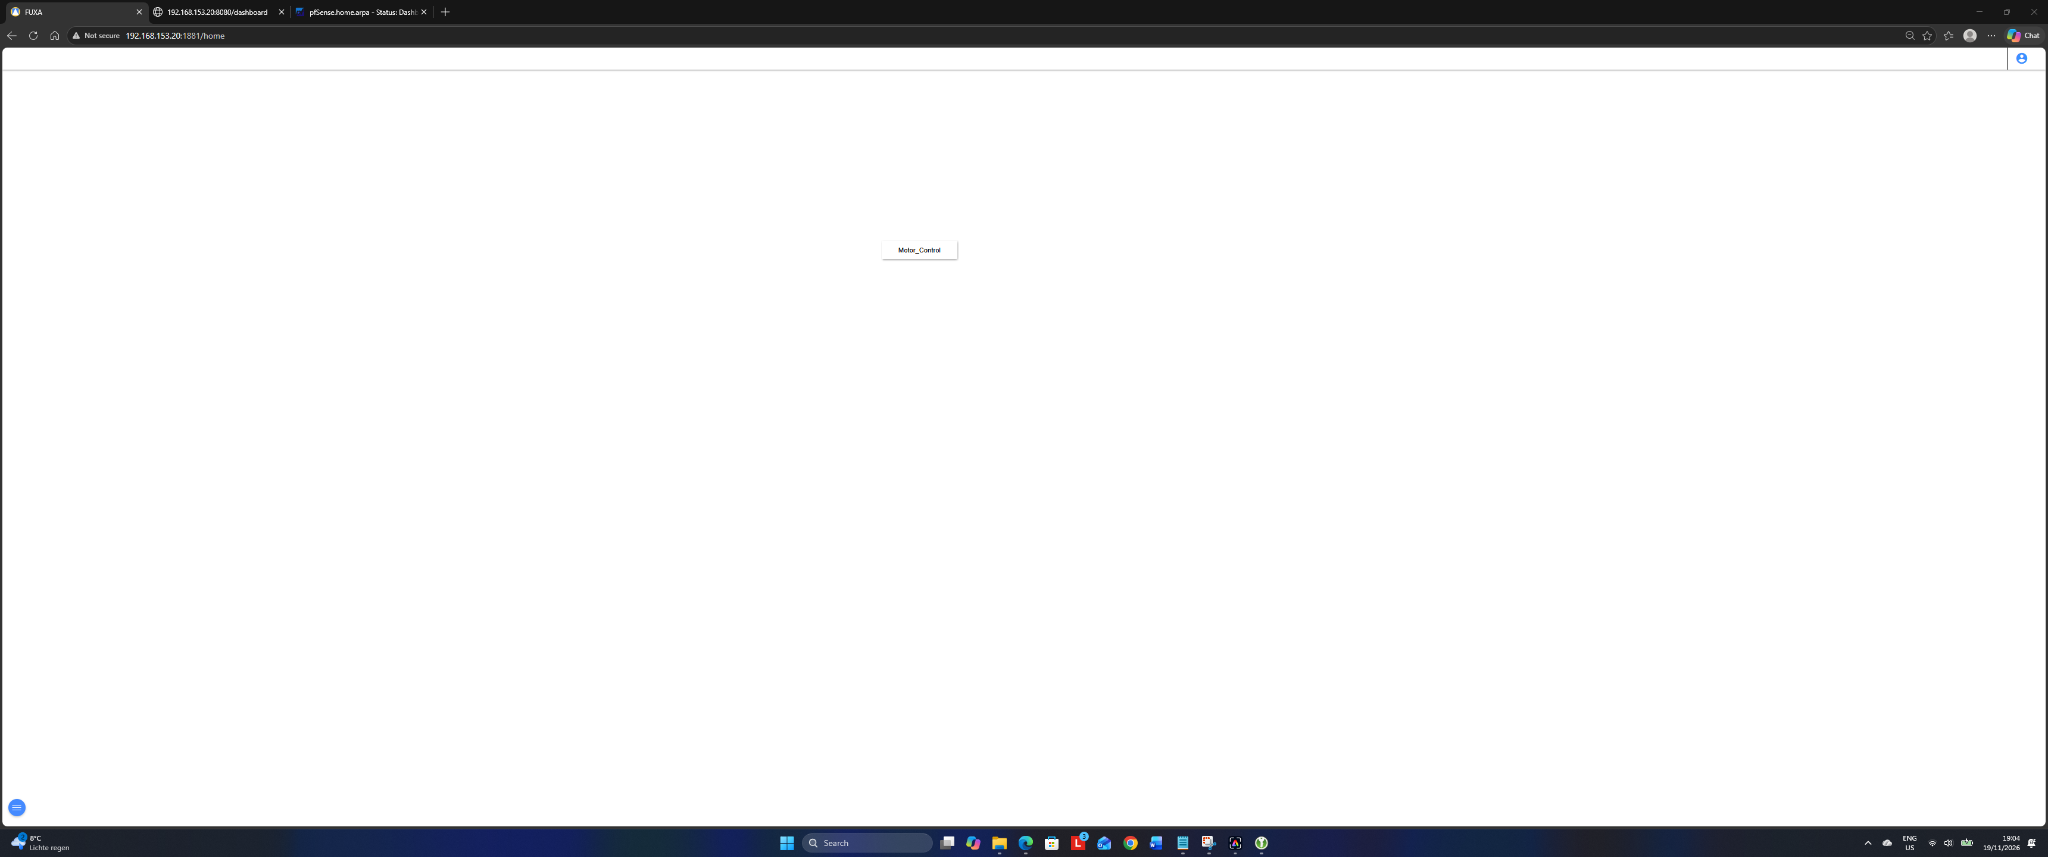 FUXA
192.168.153.20:8080/dashboard
pfSense.home.arpa - Status: Dash
Not secure 192.168.153.20:1881/home
Chat
Motor_Control
8°C
Lichte regen
Search
3
ENG
US
19:04
19/11/2026